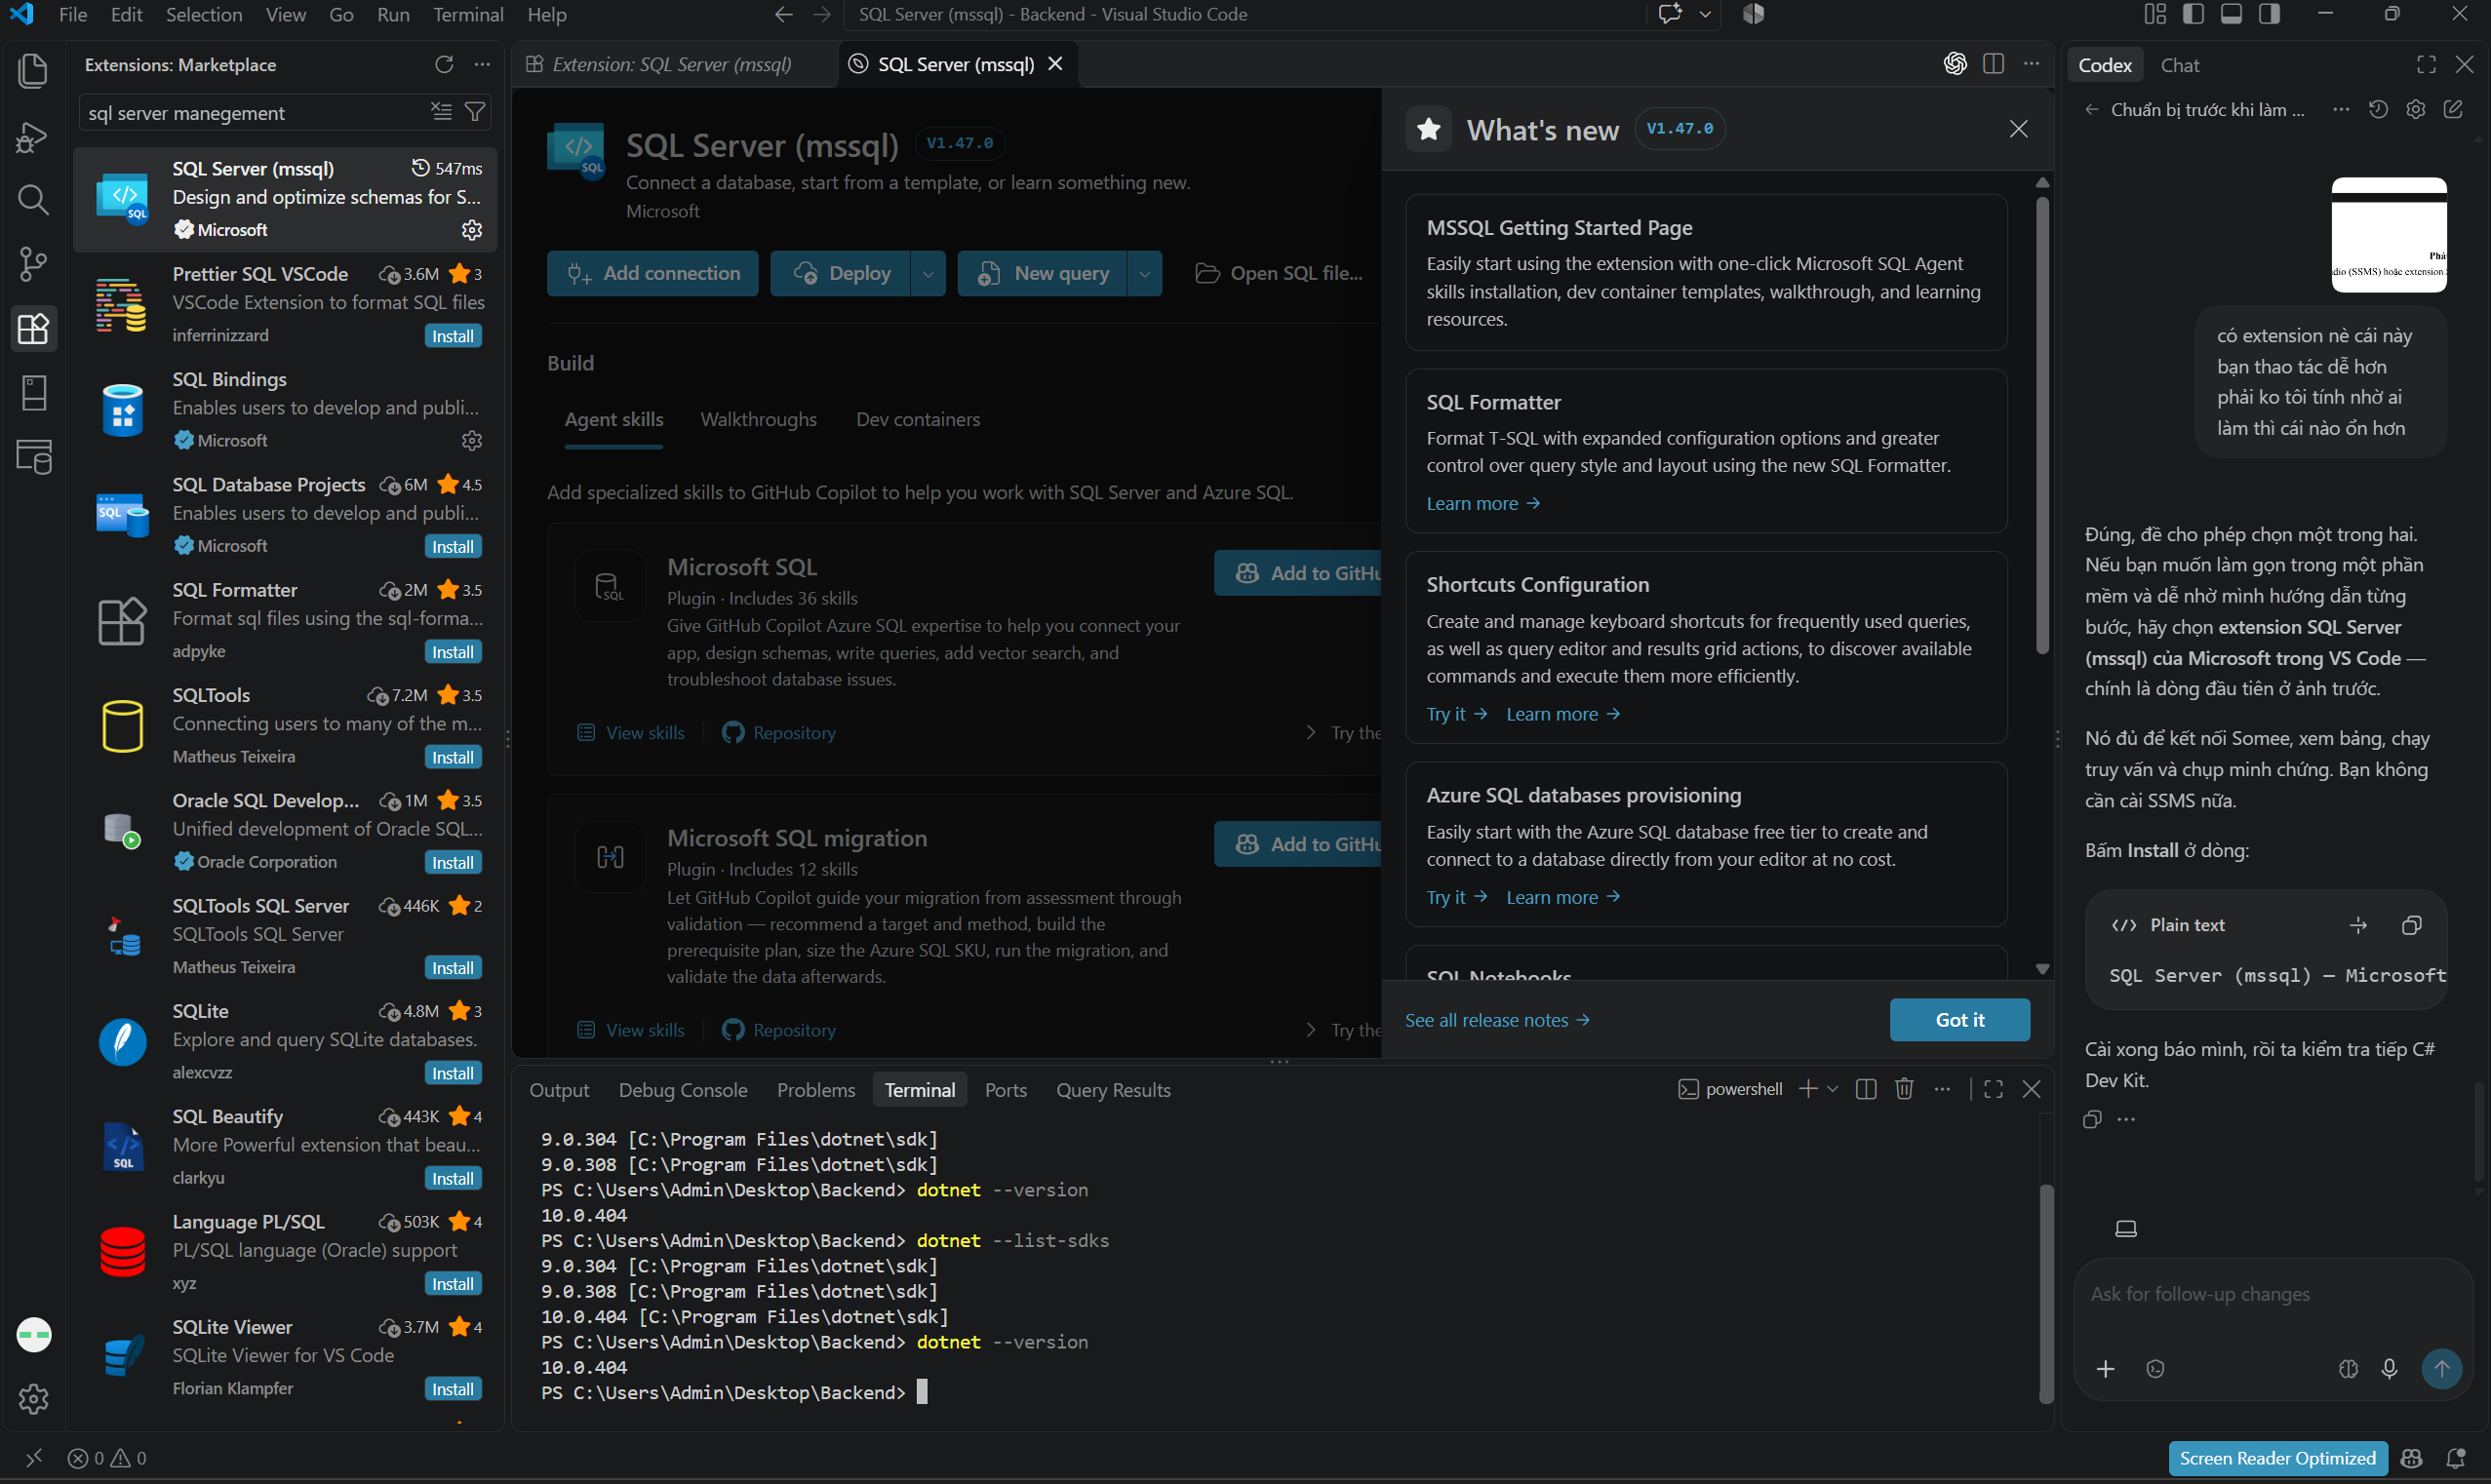 File Edit Selection View Go Run Terminal Help
SQL Server (mssql) - Backend - Visual Studio Code
Extensions: Marketplace
sql server manegement
SQL Server (mssql) 547ms
Design and optimize schemas for S...
Microsoft
Prettier SQL VSCode 3.6M 3
VSCode Extension to format SQL files
inferrinizzard
Install
SQL Bindings
Enables users to develop and publi...
Microsoft
SQL Database Projects 6M 4.5
Enables users to develop and publi...
Microsoft
Install
SQL Formatter 2M 3.5
Format sql files using the sql-forma...
adpyke
Install
SQLTools 7.2M 3.5
Connecting users to many of the m...
Matheus Teixeira
Install
Oracle SQL Develop... 1M 3.5
Unified development of Oracle SQL...
Oracle Corporation
Install
SQLTools SQL Server 446K 2
SQLTools SQL Server
Matheus Teixeira
Install
SQLite 4.8M 3
Explore and query SQLite databases.
alexcvzz
Install
SQL Beautify 443K 4
More Powerful extension that beau...
clarkyu
Install
Language PL/SQL 503K 4
PL/SQL language (Oracle) support
xyz
Install
SQLite Viewer 3.7M 4
SQLite Viewer for VS Code
Florian Klampfer
Install
Extension: SQL Server (mssql)
SQL Server (mssql)
SQL Server (mssql) V1.47.0
Connect a database, start from a template, or learn something new.
Microsoft
Add connection Deploy New query Open SQL file...
Build
Agent skills Walkthroughs Dev containers
Add specialized skills to GitHub Copilot to help you work with SQL Server and Azure SQL.
Microsoft SQL
Plugin · Includes 36 skills
Give GitHub Copilot Azure SQL expertise to help you connect your
app, design schemas, write queries, add vector search, and
troubleshoot database issues.
Add to GitHu
View skills Repository Try the
Microsoft SQL migration
Plugin · Includes 12 skills
Let GitHub Copilot guide your migration from assessment through
validation — recommend a target and method, build the
prerequisite plan, size the Azure SQL SKU, run the migration, and
validate the data afterwards.
Add to GitHu
View skills Repository Try the
What's new V1.47.0
MSSQL Getting Started Page
Easily start using the extension with one-click Microsoft SQL Agent
skills installation, dev container templates, walkthrough, and learning
resources.
SQL Formatter
Format T-SQL with expanded configuration options and greater
control over query style and layout using the new SQL Formatter.
Learn more →
Shortcuts Configuration
Create and manage keyboard shortcuts for frequently used queries,
as well as query editor and results grid actions, to discover available
commands and execute them more efficiently.
Try it → Learn more →
Azure SQL databases provisioning
Easily start with the Azure SQL database free tier to create and
connect to a database directly from your editor at no cost.
Try it → Learn more →
SQL Notebooks
See all release notes →
Got it
Output Debug Console Problems Terminal Ports Query Results
powershell
9.0.304 [C:\Program Files\dotnet\sdk]
9.0.308 [C:\Program Files\dotnet\sdk]
PS C:\Users\Admin\Desktop\Backend> dotnet --version
10.0.404
PS C:\Users\Admin\Desktop\Backend> dotnet --list-sdks
9.0.304 [C:\Program Files\dotnet\sdk]
9.0.308 [C:\Program Files\dotnet\sdk]
10.0.404 [C:\Program Files\dotnet\sdk]
PS C:\Users\Admin\Desktop\Backend> dotnet --version
10.0.404
PS C:\Users\Admin\Desktop\Backend>
Codex Chat
Chuẩn bị trước khi làm ...
Phầ
dio (SSMS) hoặc extension
có extension nè cái này
bạn thao tác dễ hơn
phải ko tôi tính nhờ ai
làm thì cái nào ổn hơn
Đúng, đề cho phép chọn một trong hai.
Nếu bạn muốn làm gọn trong một phần
mềm và dễ nhờ mình hướng dẫn từng
bước, hãy chọn extension SQL Server
(mssql) của Microsoft trong VS Code —
chính là dòng đầu tiên ở ảnh trước.
Nó đủ để kết nối Somee, xem bảng, chạy
truy vấn và chụp minh chứng. Bạn không
cần cài SSMS nữa.
Bấm Install ở dòng:
Plain text
SQL Server (mssql) — Microsoft
Cài xong báo mình, rồi ta kiểm tra tiếp C#
Dev Kit.
Ask for follow-up changes
0 0
Screen Reader Optimized